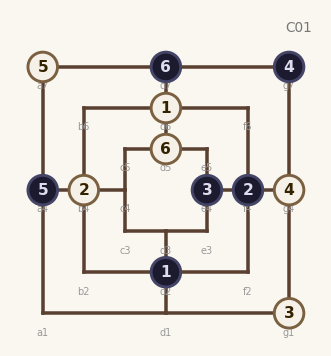 C01
5 6 4
a7 d7 g7
1
b6 d6 f6
6
c5 d5 e5
5 2 3 2 4
a4 b4 c4 e4 f4 g4
c3 d3 e3
1
b2 d2 f2
3
a1 d1 g1